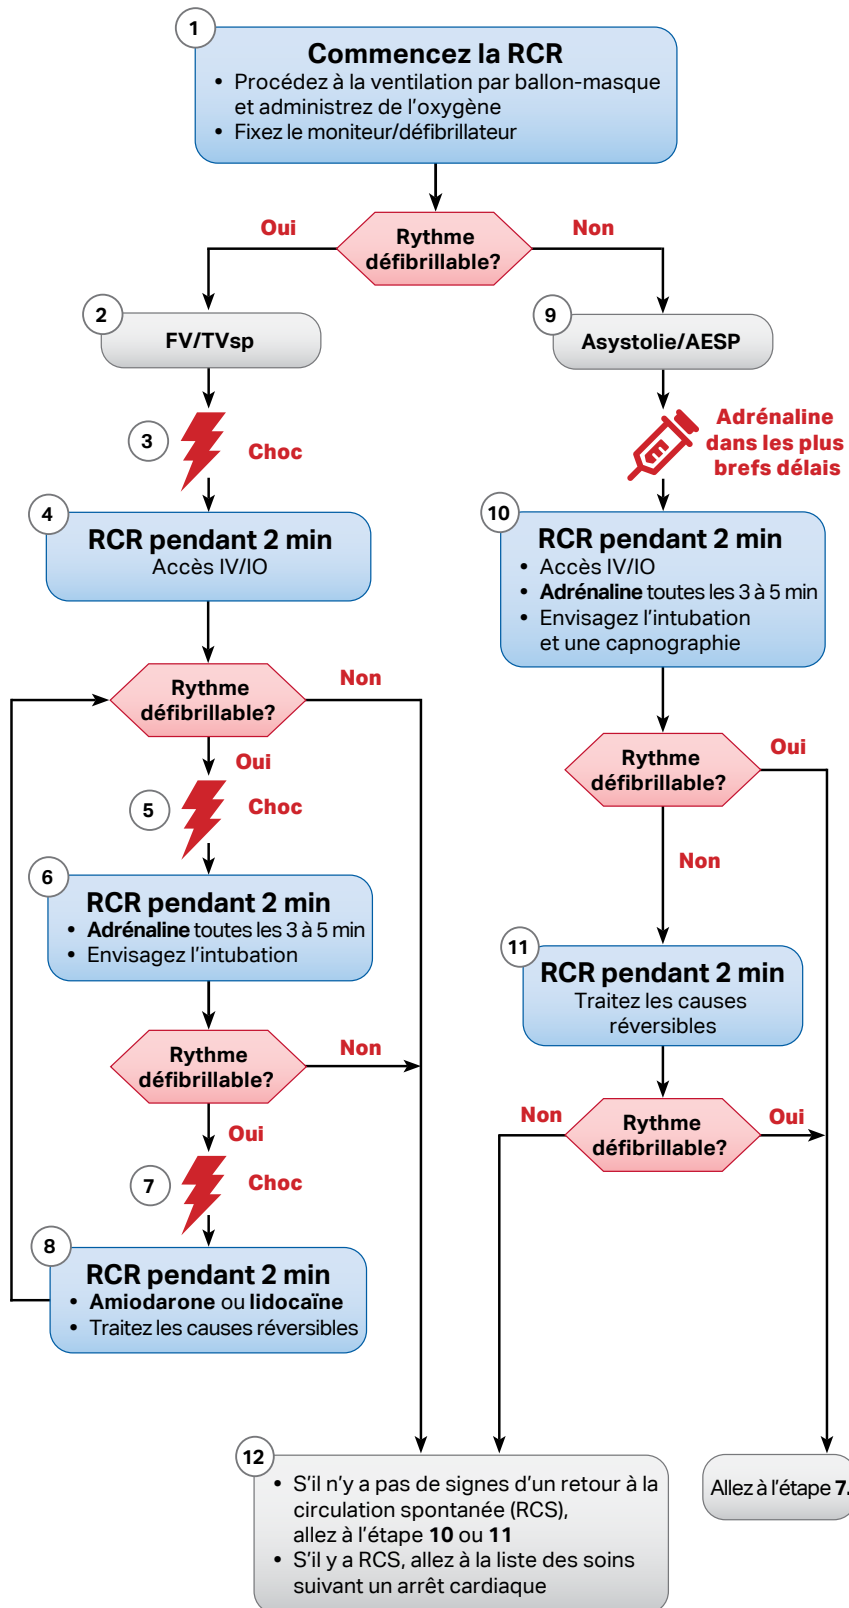 1
Commencez la RCR
• Procédez à la ventilation par ballon-masque
et administrez de l'oxygène
• Fixez le moniteur/défibrillateur
Rythme
défibrillable?
Oui
Non
2
FV/TVsp
3
Choc
4
RCR pendant 2 min
Accès IV/IO
Rythme
défibrillable?
Non
Oui
5
Choc
6
RCR pendant 2 min
• Adrénaline toutes les 3 à 5 min
• Envisagez l'intubation
Rythme
défibrillable?
Non
Oui
7
Choc
8
RCR pendant 2 min
• Amiodarone ou lidocaïne
• Traitez les causes réversibles
9
Asystolie/AESP
Adrénaline
dans les plus
brefs délais
10
RCR pendant 2 min
• Accès IV/IO
• Adrénaline toutes les 3 à 5 min
• Envisagez l'intubation
et une capnographie
Rythme
défibrillable?
Oui
Non
11
RCR pendant 2 min
Traitez les causes
réversibles
Rythme
défibrillable?
Non
Oui
12
• S'il n'y a pas de signes d'un retour à la
circulation spontanée (RCS),
allez à l'étape 10 ou 11
• S'il y a RCS, allez à la liste des soins
suivant un arrêt cardiaque
Allez à l'étape 7.